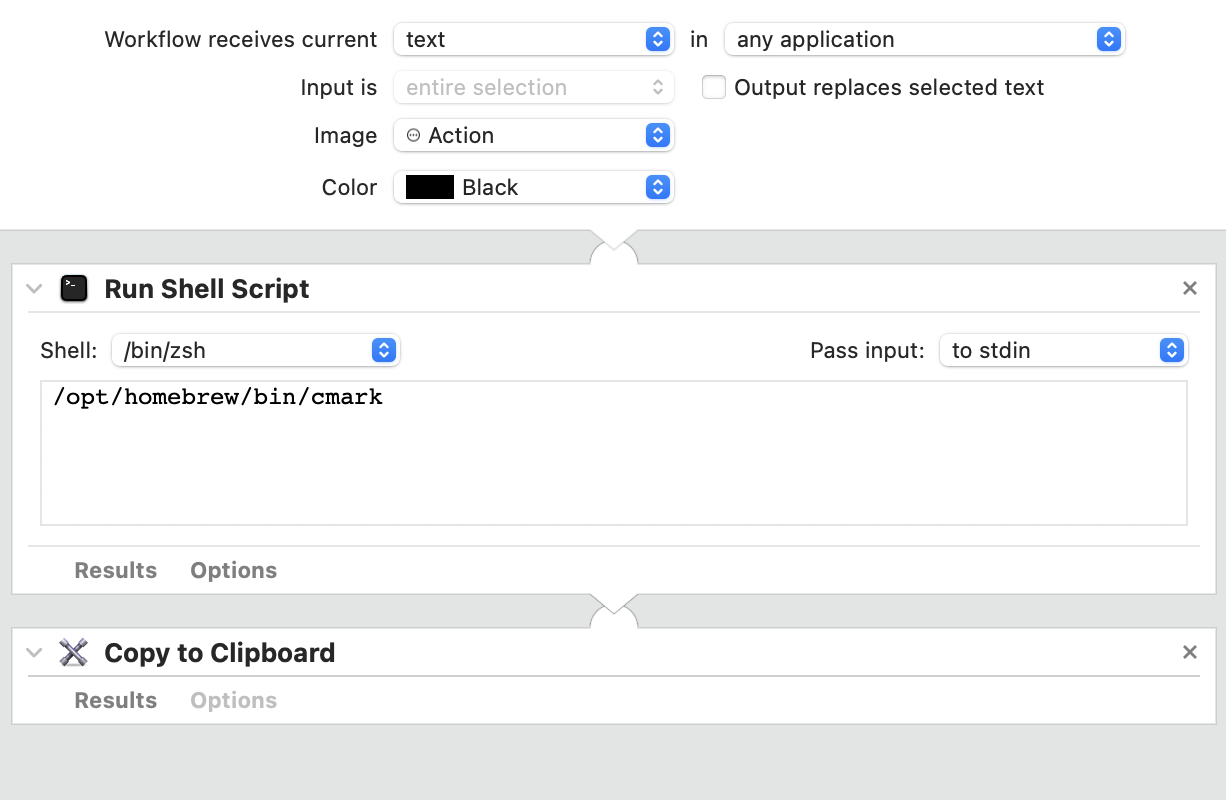 Workflow receives current text in any application
Input is entire selection Output replaces selected text
Image Action
Color Black
Run Shell Script
Shell: /bin/zsh Pass input: to stdin
/opt/homebrew/bin/cmark
Results Options
Copy to Clipboard
Results Options